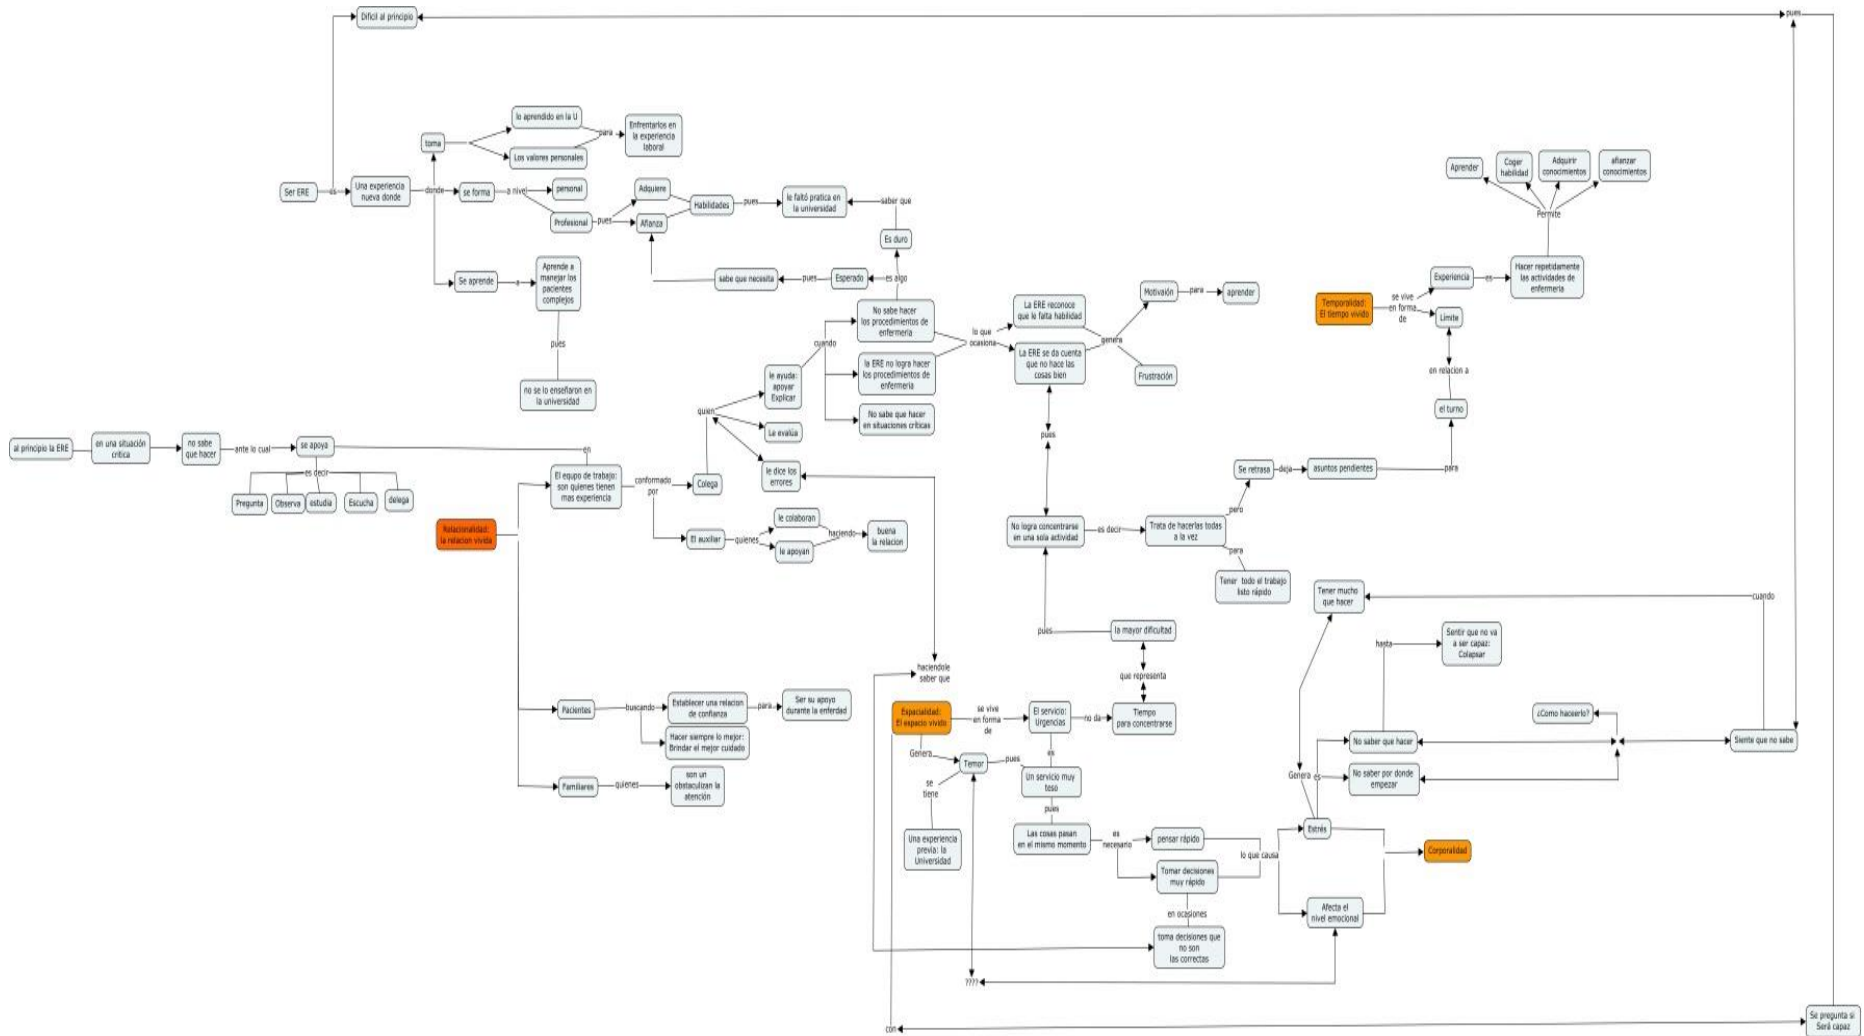 Dificil al principio
pues
lo aprendido en la U
toma
para
Enfrentarlos en
la experiencia
laboral
Los valores personales
Ser ERE
es
Una experiencia
nueva donde
donde
se forma
a nivel
personal
Profesional
pues
Adquiere
Afianza
Habilidades
pues
le faltó pratica en
la universidad
saber que
Es duro
es algo
Esperado
pues
sabe que necesita
Se aprende
a
Aprende a
manejar los
pacientes
complejos
pues
no se lo enseñaron en
la universidad
Aprender
Coger
habilidad
Adquirir
conocimientos
afianzar
conocimientos
Permite
Temporalidad:
El tiempo vivido
se vive
en forma
de
Experiencia
es
Hacer repetidamente
las actividades de
enfermeria
Limite
en relacion a
el turno
para
No sabe hacer
los procedimientos de
enfermeria
la ERE no logra hacer
los procedimientos de
enfermeria
No sabe que hacer
en situaciones criticas
cuando
lo que
ocasiona
La ERE reconoce
que le falta habilidad
La ERE se da cuenta
que no hace las
cosas bien
genera
Motivaión
para
aprender
Frustración
al principio la ERE
en una situación
crítica
no sabe
que hacer
ante lo cual
se apoya
en
es decir
Pregunta
Observa
estudia
Escucha
delega
Relacionalidad:
la relacion vivida
El equpo de trabajo:
son quienes tienen
mas experiencia
conformado
por
Colega
quien
le ayuda:
apoyar
Explicar
La evalúa
le dice los
errores
El auxiliar
quienes
le colaboran
le apoyan
haciendo
buena
la relacion
pues
No logra concentrarse
en una sola actividad
es decir
Trata de hacerlas todas
a la vez
pero
Se retrasa
deja
asuntos pendientes
para
Tener todo el trabajo
listo rápido
pues
la mayor dificultad
que representa
Tiempo
para concentrarse
haciendole
saber que
Pacientes
buscando
Establecer una relacion
de confianza
para
Ser su apoyo
durante la enferdad
Hacer siempre lo mejor:
Brindar el mejor cuidado
Familiares
quienes
son un
obstaculizan la
atención
Espacialidad:
El espacio vivido
se vive
en forma
de
El servicio:
Urgencias
no da
Genera
Temor
pues
es
Un servicio muy
teso
pues
se
tiene
Una experiencia
previa: la
Universidad
Las cosas pasan
en el mismo momento
es
necesario
pensar rápido
Tomar decisiones
muy rápido
en ocasiones
toma decisiones que
no son
las correctas
lo que causa
Estrés
Afecta el
nivel emocional
Corporalidad
Genera
es
Tener mucho
que hacer
cuando
hasta
Sentir que no va
a ser capaz:
Colapsar
¿Como haceerlo?
No saber que hacer
No saber por donde
empezar
Siente que no sabe
????
con
Se pregunta si
Será capaz